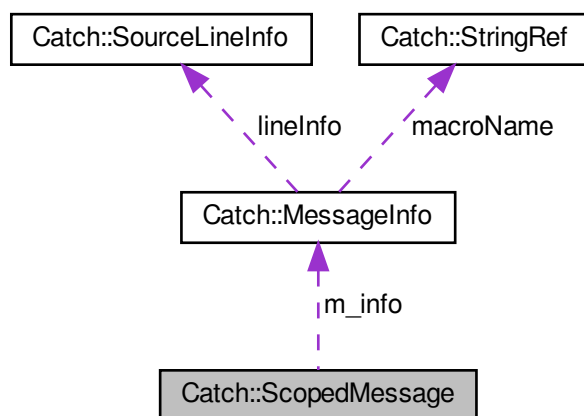 Catch::SourceLineInfo
Catch::StringRef
lineInfo
macroName
Catch::MessageInfo
m_info
Catch::ScopedMessage